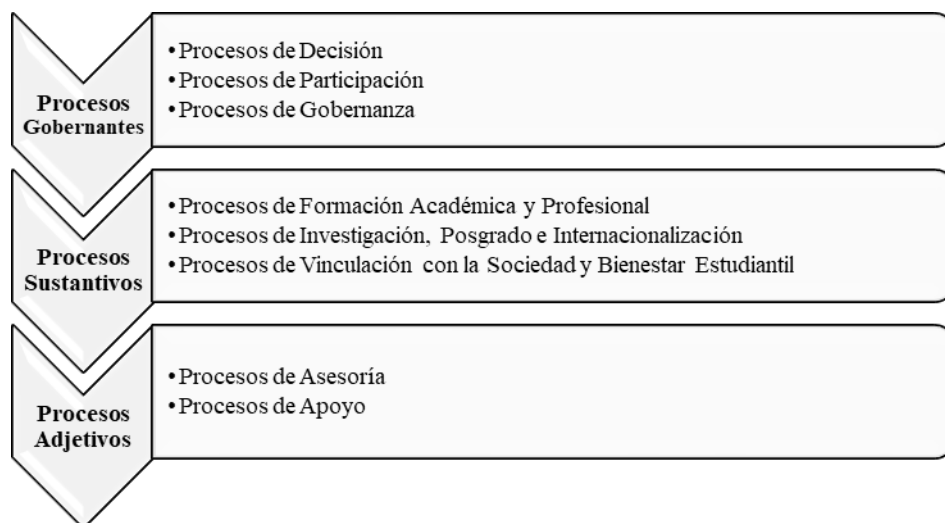 Procesos
Gobernantes
•Procesos de Decisión
•Procesos de Participación
•Procesos de Gobernanza
Procesos
Sustantivos
•Procesos de Formación Académica y Profesional
•Procesos de Investigación, Posgrado e Internacionalización
•Procesos de Vinculación con la Sociedad y Bienestar Estudiantil
Procesos
Adjetivos
•Procesos de Asesoría
•Procesos de Apoyo